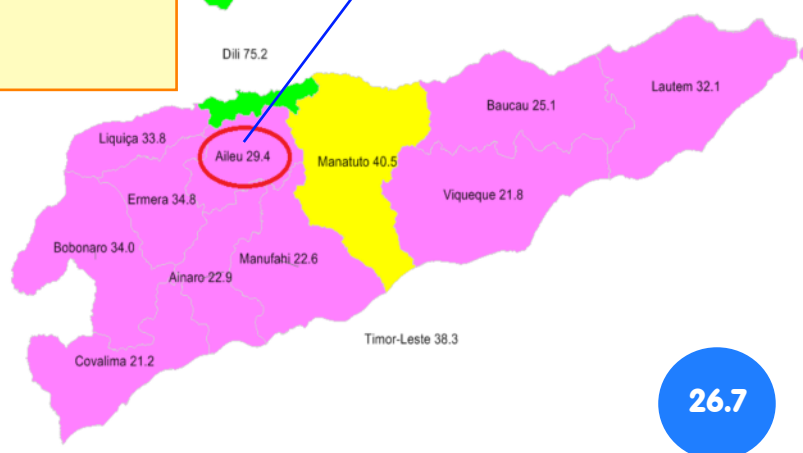 Dili 75.2
Lautem 32.1
Baucau 25.1
Liquiça 33.8
Aileu 29.4
Manatuto 40.5
Ermera 34.8
Viqueque 21.8
Bobonaro 34.0
Manufahi 22.6
Ainaro 22.9
Timor-Leste 38.3
Covalima 21.2
26.7